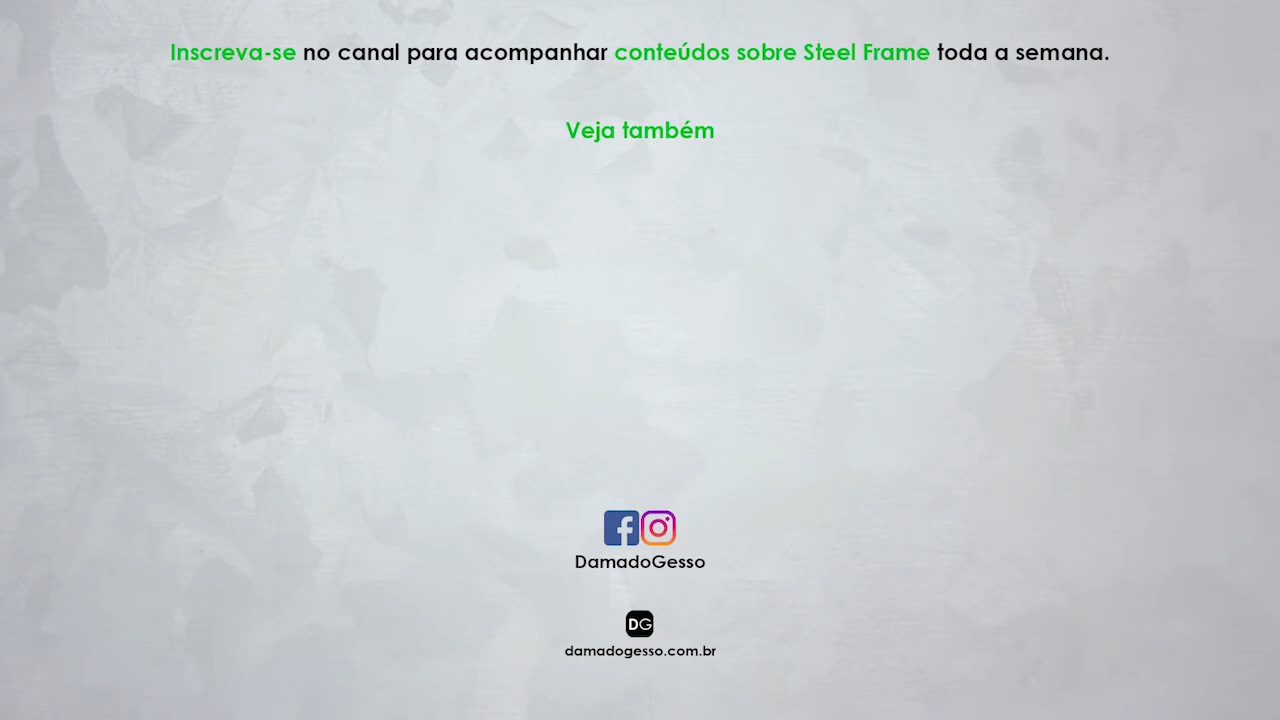 Inscreva-se no canal para acompanhar conteúdos sobre Steel Frame toda a semana.
Veja também
DamadoGesso
DG
damadogesso.com.br